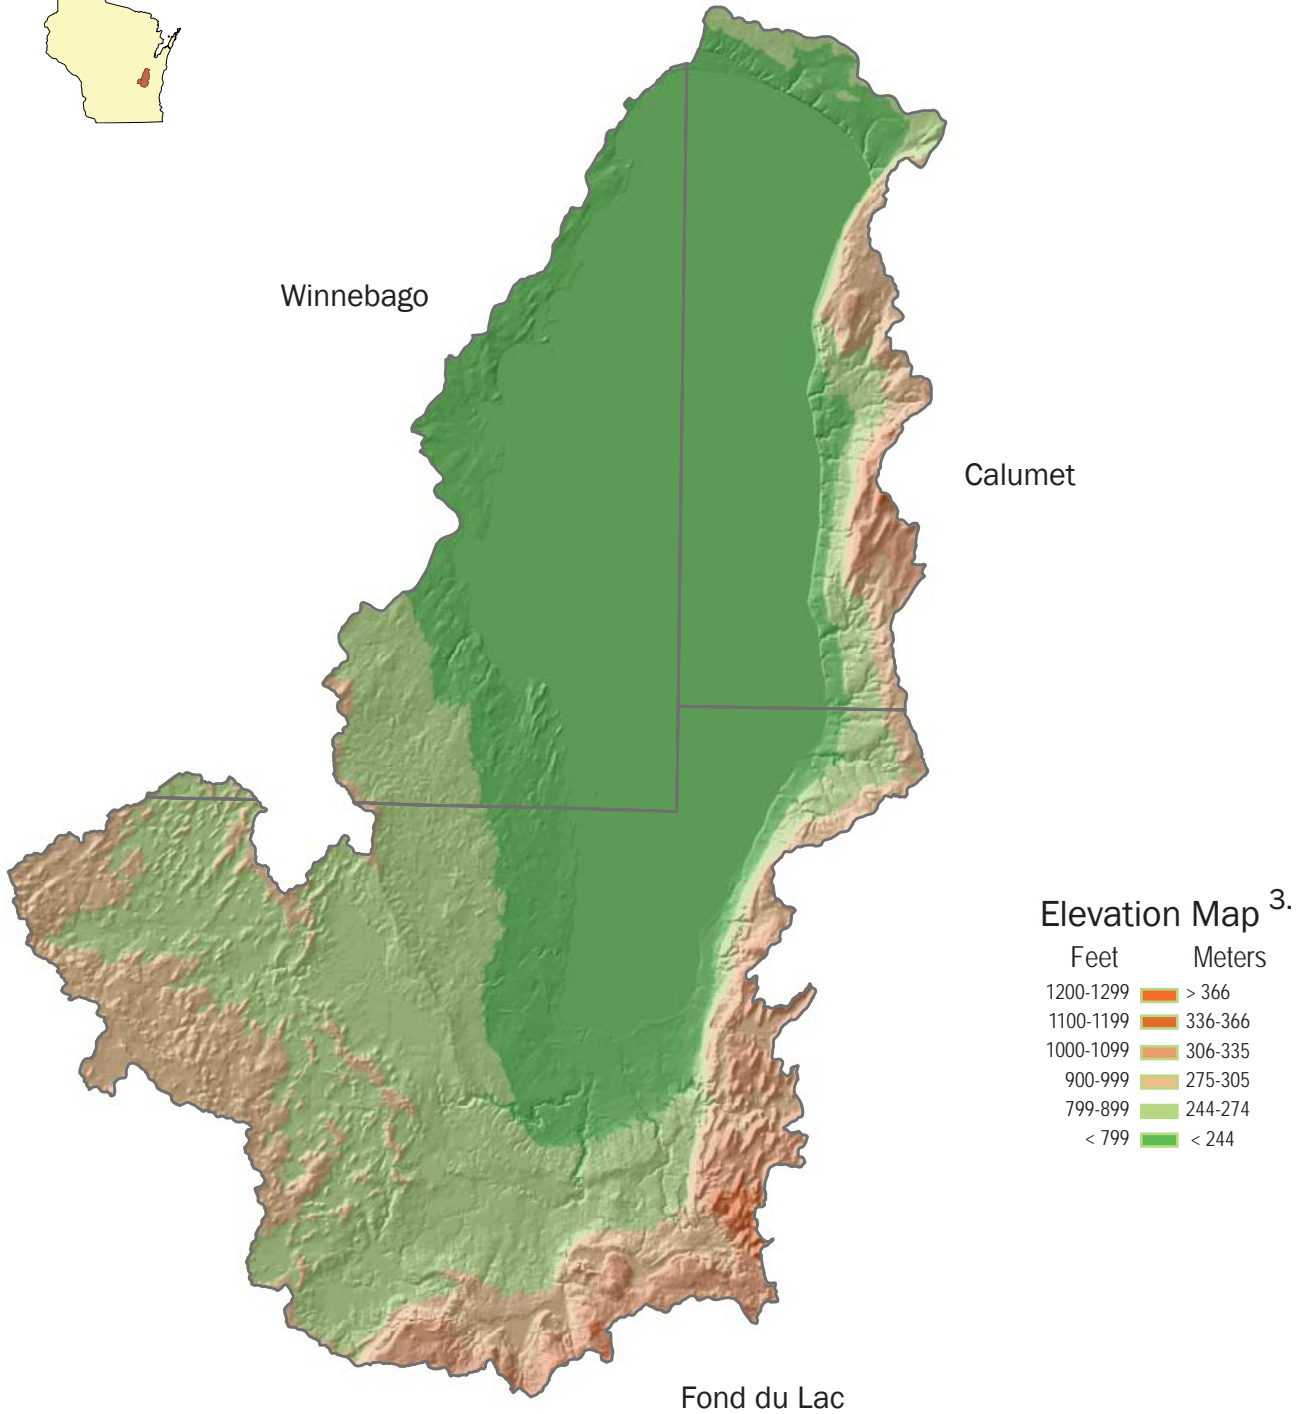 Winnebago
Calumet
Elevation Map 3.
Feet Meters
1200-1299 > 366
1100-1199 336-366
1000-1099 306-335
900-999 275-305
799-899 244-274
< 799 < 244
Fond du Lac